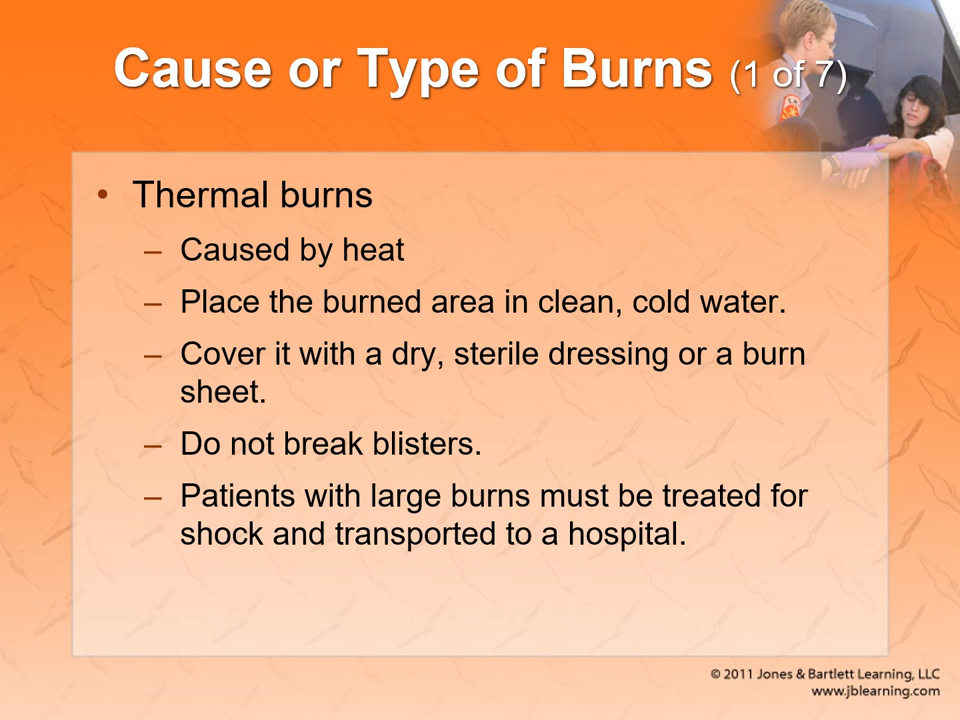 Cause or Type of Burns (1 of 7)
• Thermal burns
– Caused by heat
– Place the burned area in clean, cold water.
– Cover it with a dry, sterile dressing or a burn
sheet.
– Do not break blisters.
– Patients with large burns must be treated for
shock and transported to a hospital.
© 2011 Jones & Bartlett Learning, LLC
www.jblearning.com